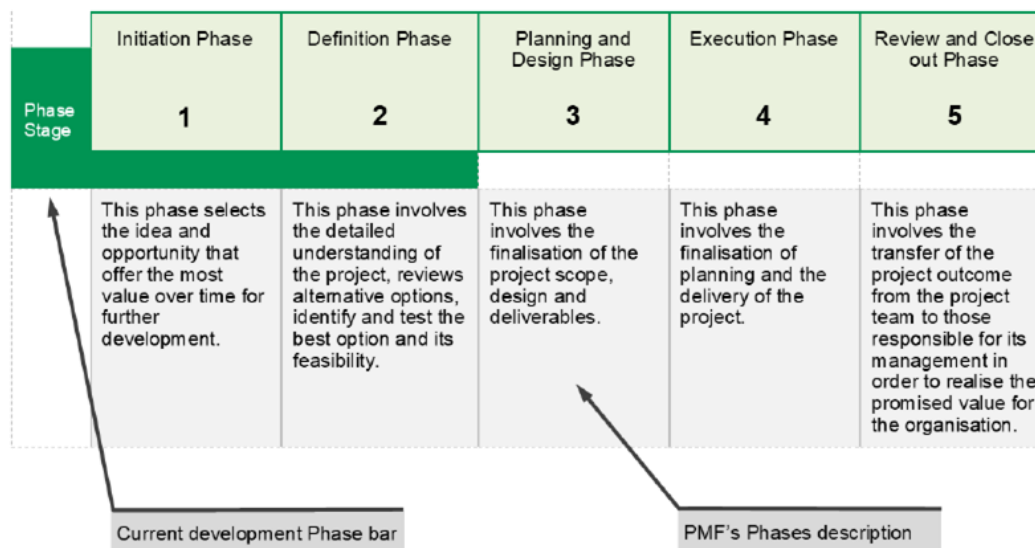 Initiation Phase
1
Definition Phase
2
Planning and
Design Phase
3
Execution Phase
4
Review and Close
out Phase
5
Phase
Stage
This phase selects
the idea and
opportunity that
offer the most
value over time for
further
development.
This phase involves
the detailed
understanding of
the project, reviews
alternative options,
identify and test the
best option and its
feasibility.
This phase
involves the
finalisation of the
project scope,
design and
deliverables.
This phase
involves the
finalisation of
planning and the
delivery of the
project.
This phase
involves the
transfer of the
project outcome
from the project
team to those
responsible for its
management in
order to realise the
promised value for
the organisation.
Current development Phase bar
PMF's Phases description